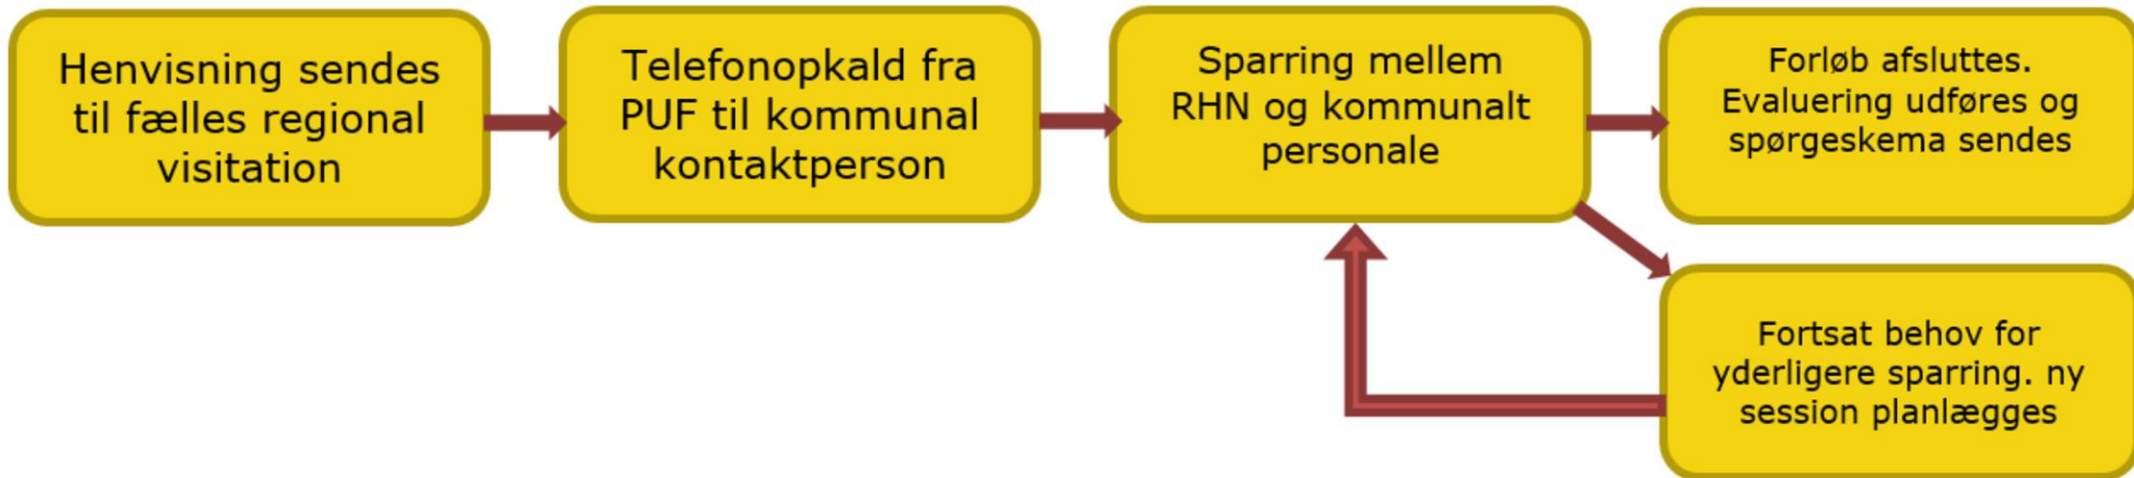 Henvisning sendes
til fælles regional
visitation
Telefonopkald fra
PUF til kommunal
kontaktperson
Sparring mellem
RHN og kommunalt
personale
Forløb afsluttes.
Evaluering udføres og
spørgeskema sendes
Fortsat behov for
yderligere sparring. ny
session planlægges